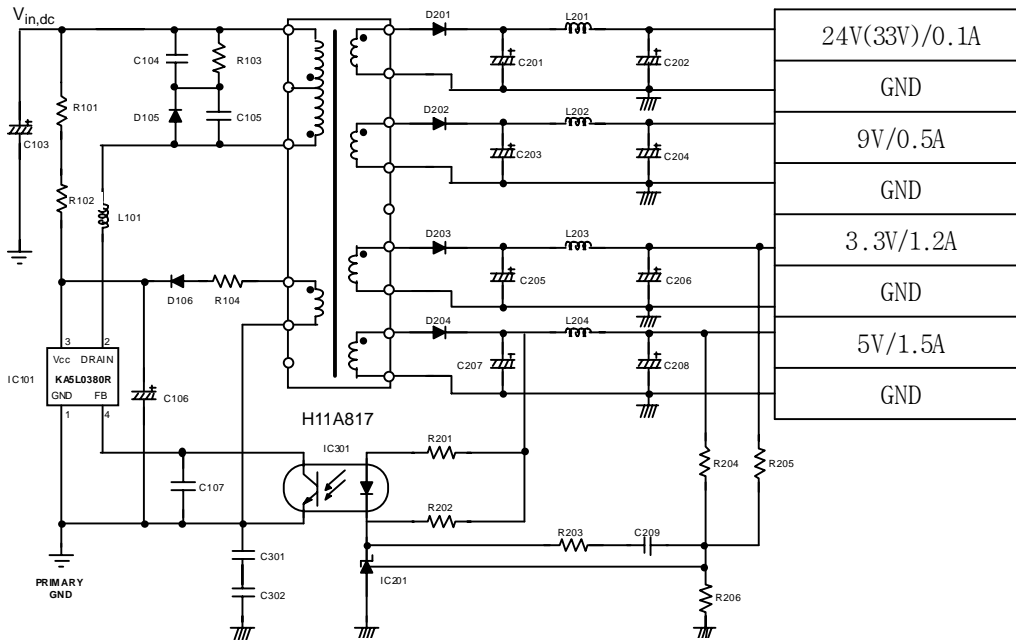 Vin,dc
D201
L201
24V(33V)/0.1A
C104
R103
C201
C202
GND
R101
D105
C105
D202
L202
9V/0.5A
C103
C203
C204
R102
GND
L101
D203
L203
3.3V/1.2A
D106
R104
C205
C206
GND
D204
L204
5V/1.5A
3
2
Vcc
DRAIN
IC101
KA5L0380R
GND
FB
1
4
C106
C207
C208
GND
H11A817
IC301
R201
R204
R205
C107
R202
R203
C209
C301
IC201
C302
R206
PRIMARY
GND